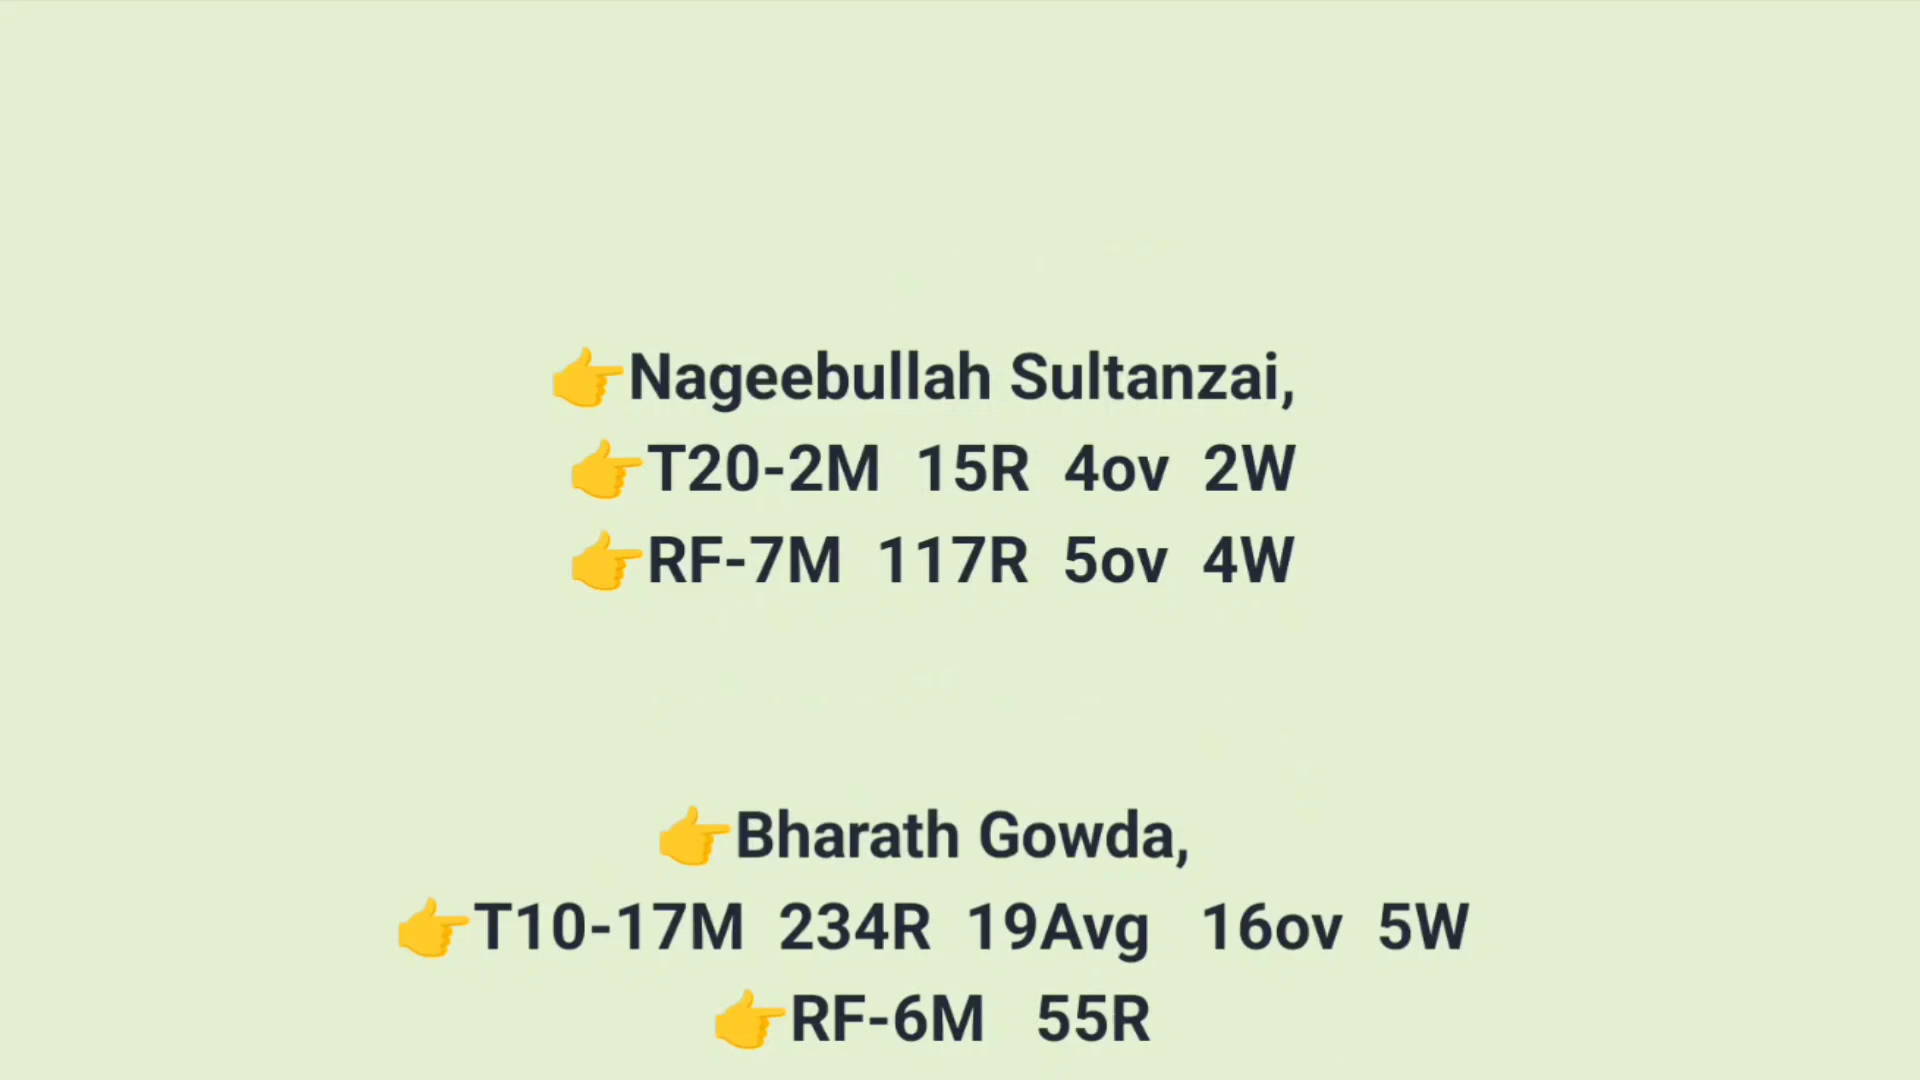 👉Nageebullah Sultanzai,
👉T20-2M 15R 4ov 2W
👉RF-7M 117R 5ov 4W
👉Bharath Gowda,
👉T10-17M 234R 19Avg 16ov 5W
👉RF-6M 55R